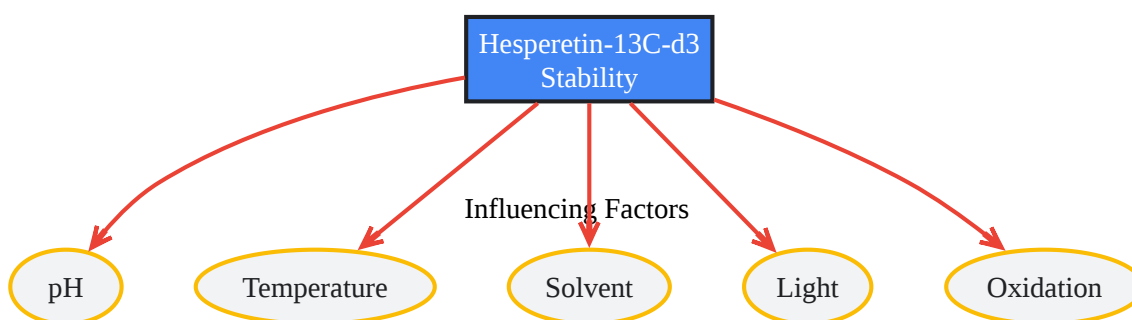 Hesperetin-13C-d3
Stability
Influencing Factors
pH
Temperature
Solvent
Light
Oxidation